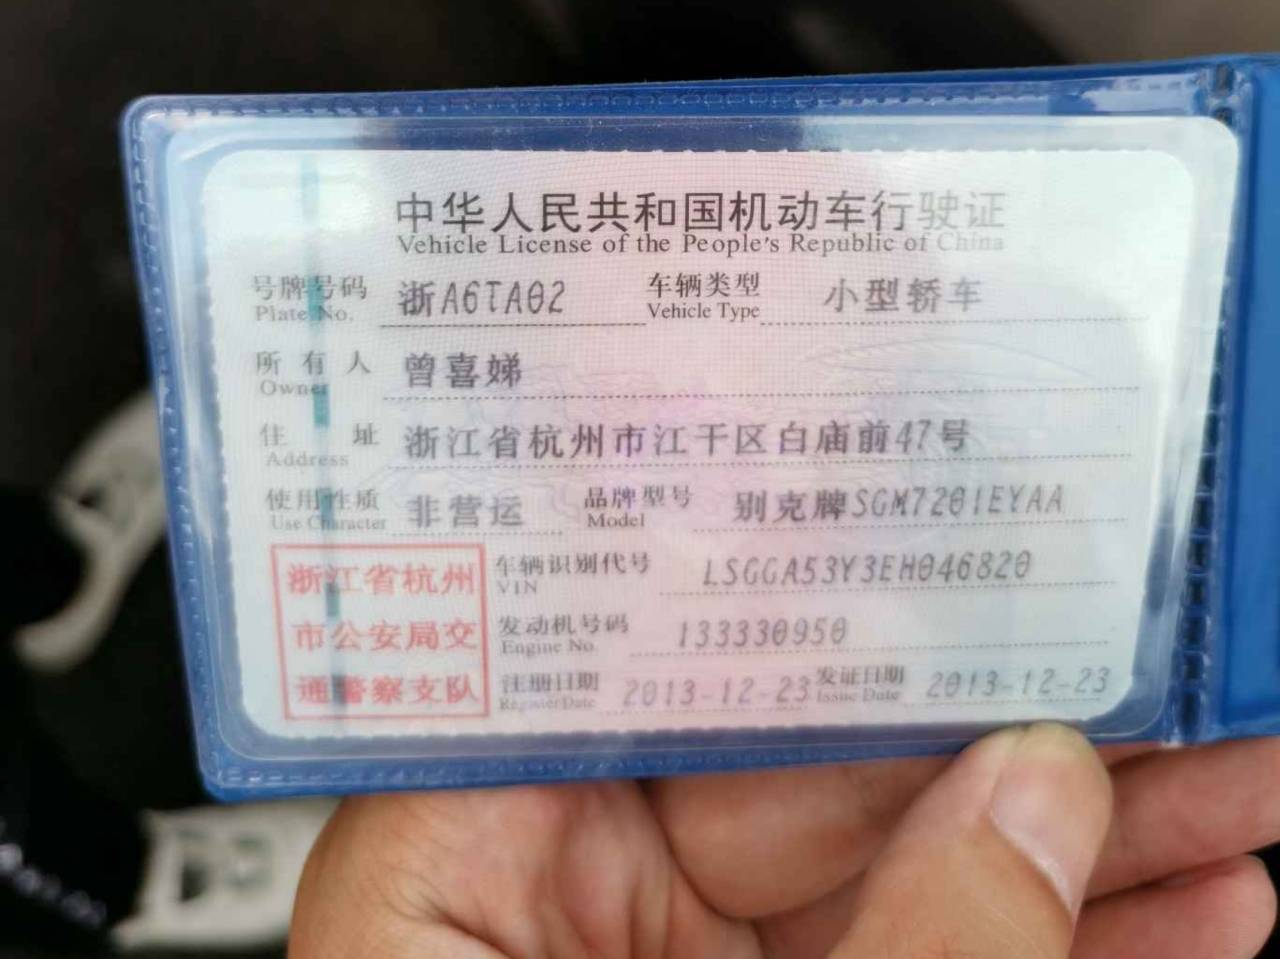 中华人民共和国机动车行驶证
Vehicle License of the People's Republic of China
号牌号码 浙A6TA02 车辆类型 小型轿车
Plate No. Vehicle Type
所有人 曾喜娣
Owner
住址 浙江省杭州市江干区白庙前47号
Address
使用性质 非营运 品牌型号 别克牌SGM7201EYAA
Use Character Model
浙江省杭州
市公安局交
通警察支队
车辆识别代号 LSGGA53Y3EH046820
VIN
发动机号码 133330950
Engine No.
注册日期 2013-12-23 发证日期 2013-12-23
Register Date Issue Date